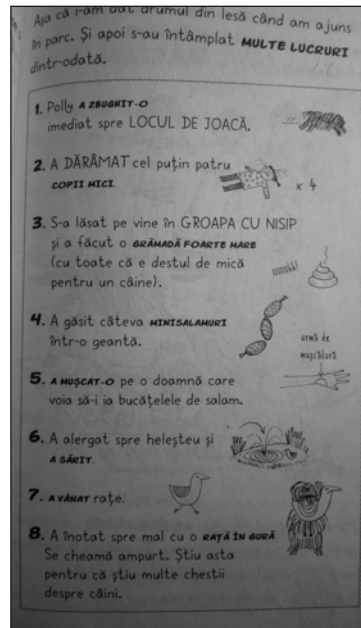 Așa că i-am dat drumul din lesă când am ajuns
în parc. Și apoi s-au întâmplat MULTE LUCRURI
dintr-odată.
1. Polly A ZBUGHIT-O
imediat spre LOCUL DE JOACĂ.
2. A DĂRÂMAT cel puțin patru
COPII MICI.
x 4
3. S-a lăsat pe vine în GROAPA CU NISIP
și a făcut o GRĂMADĂ FOARTE MARE
(cu toate că e destul de mică
pentru un câine).
4. A găsit câteva MINISALAMURI
într-o geantă.
urmă de
mușcătură
5. A MUȘCAT-O pe o doamnă care
voia să-i ia bucățelele de salam.
6. A alergat spre heleșteu și
A SĂRIT.
7. A VÂNAT rațe.
8. A înotat spre mal cu o RAȚĂ ÎN GURĂ
Se cheamă amport. Știu asta
pentru că știu multe chestii
despre câini.